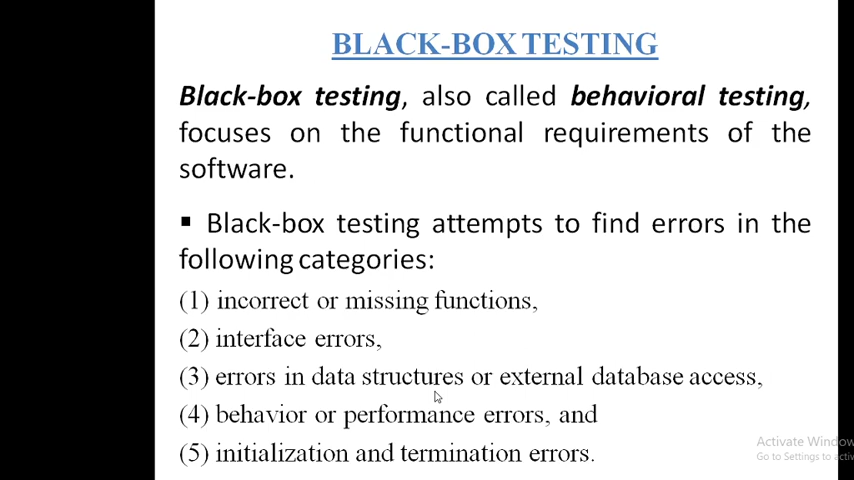 BLACK-BOX TESTING
Black-box testing, also called behavioral testing,
focuses on the functional requirements of the
software.
▪ Black-box testing attempts to find errors in the
following categories:
(1) incorrect or missing functions,
(2) interface errors,
(3) errors in data structures or external database access,
(4) behavior or performance errors, and
(5) initialization and termination errors.
Activate Window
Go to Settings to activ